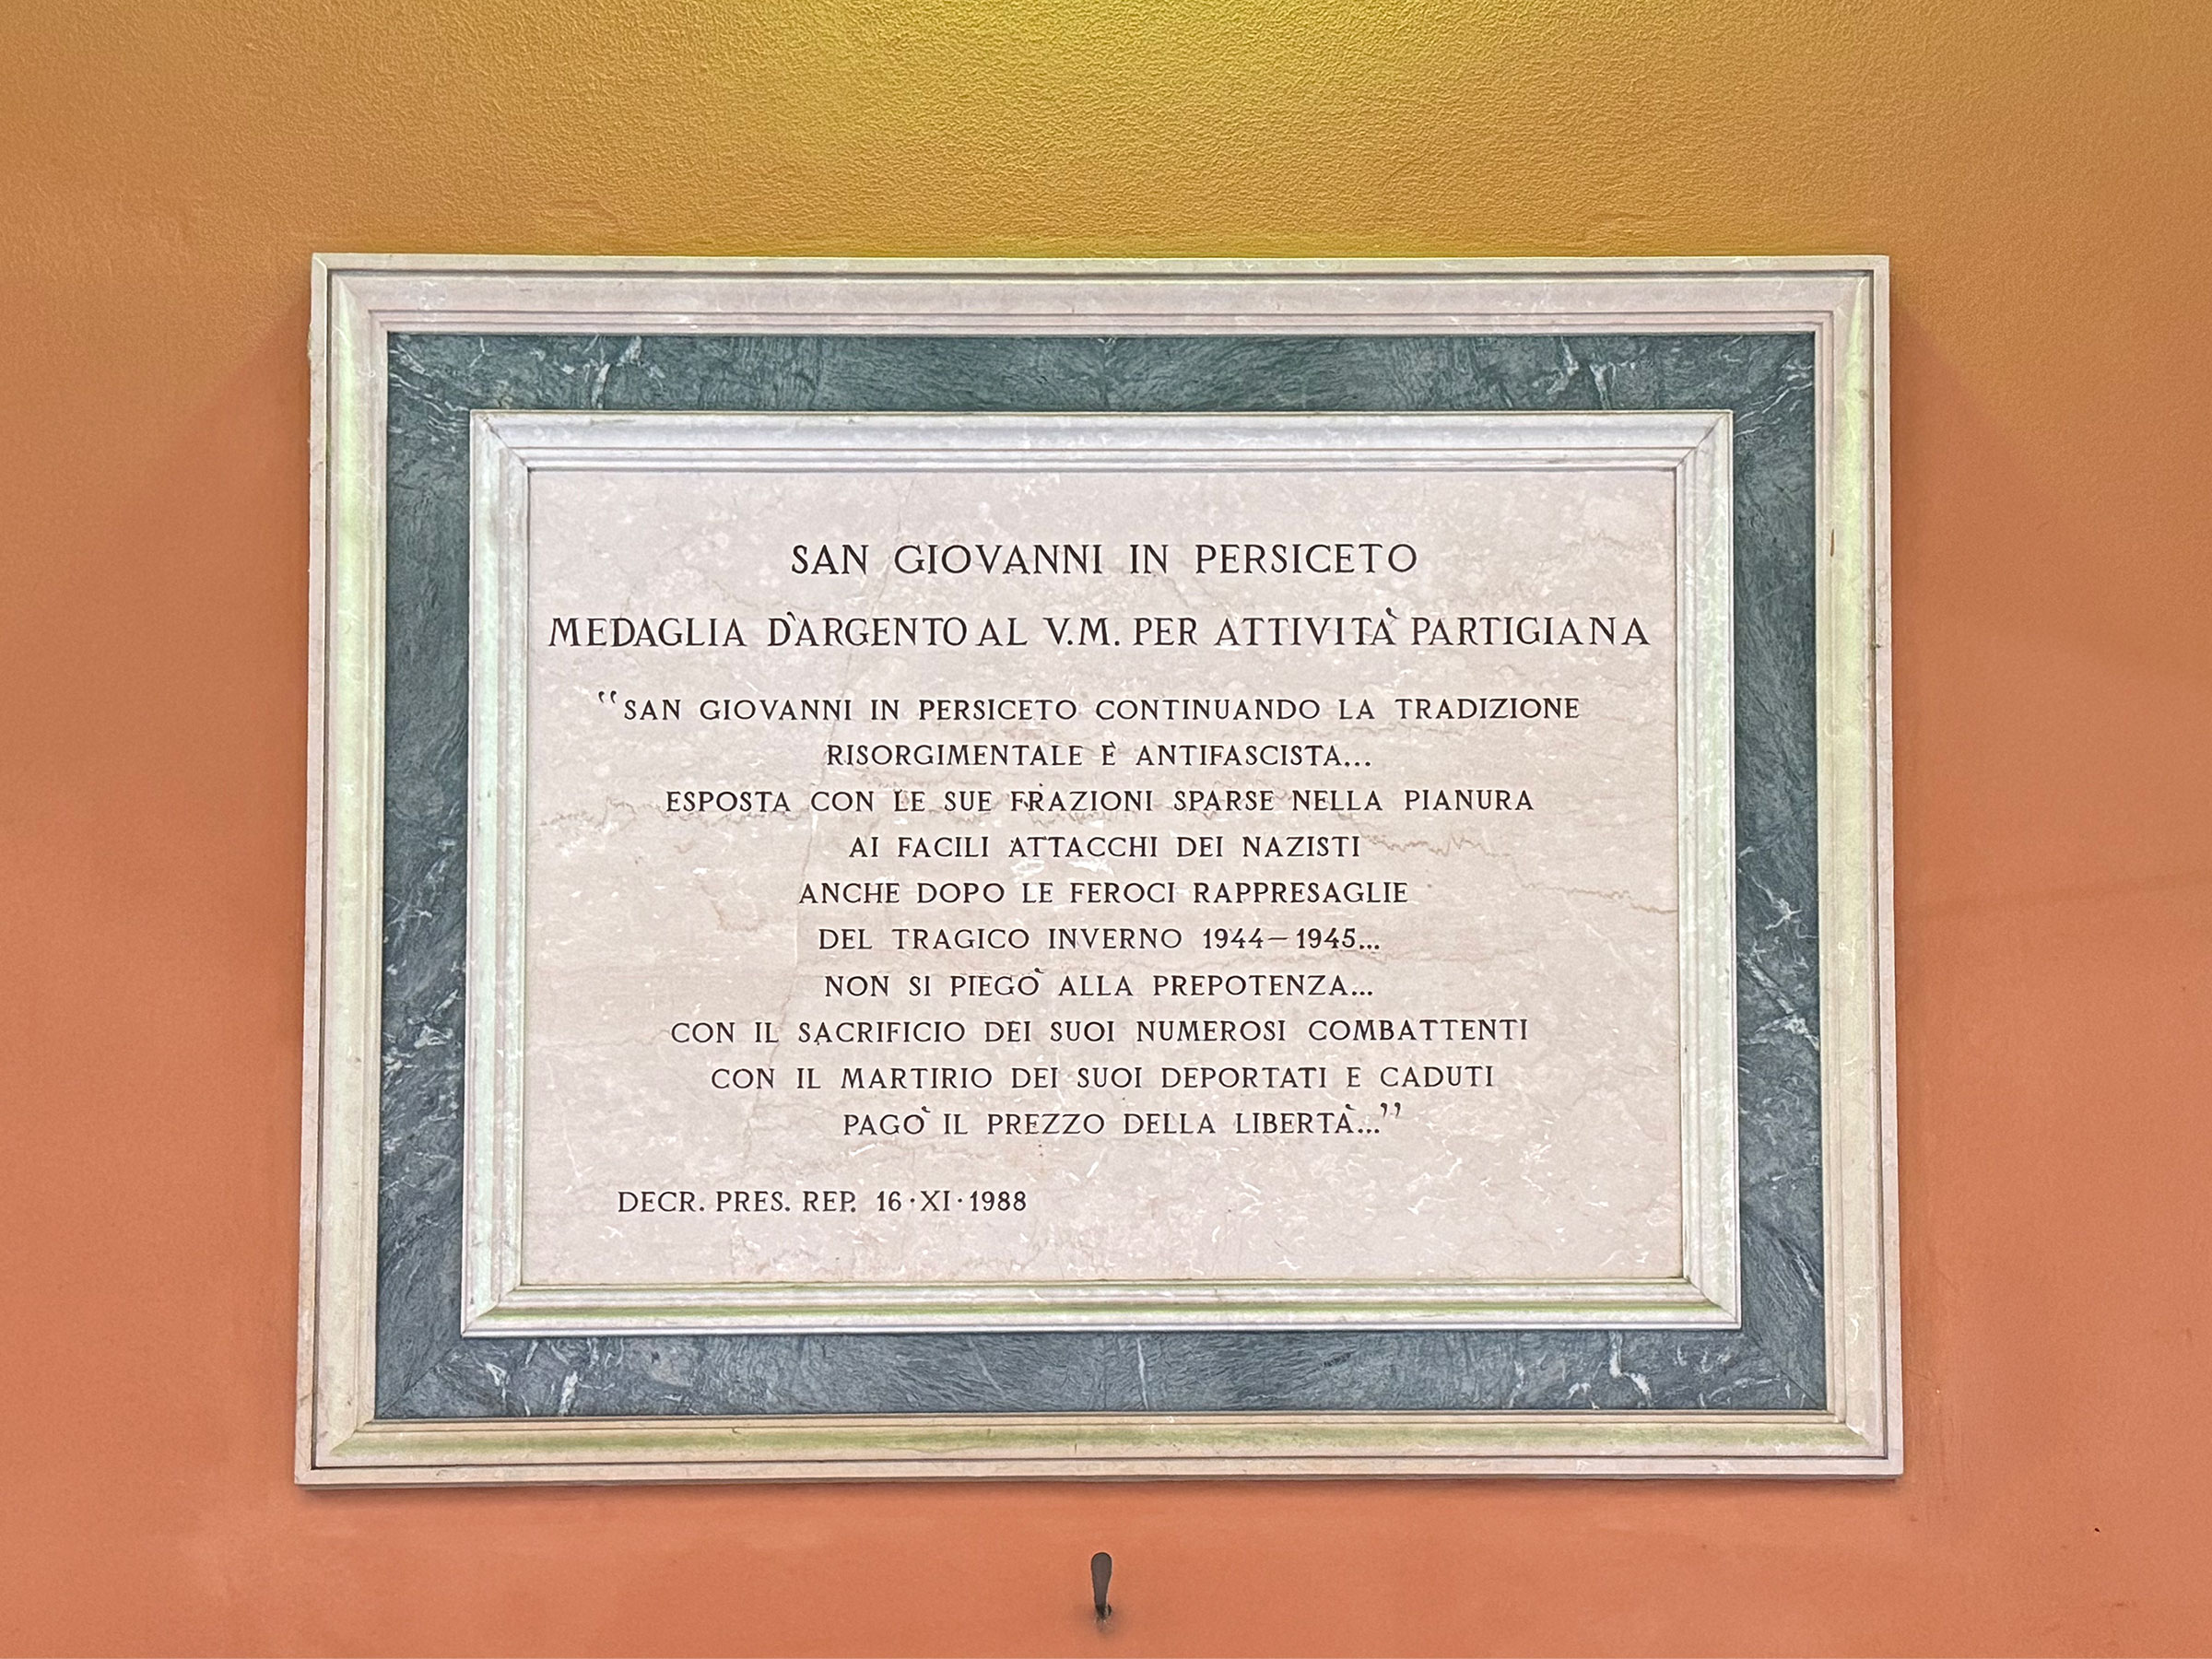 SAN GIOVANNI IN PERSICETO
MEDAGLIA D'ARGENTO AL V.M. PER ATTIVITÀ PARTIGIANA
“SAN GIOVANNI IN PERSICETO CONTINUANDO LA TRADIZIONE
RISORGIMENTALE E ANTIFASCISTA...
ESPOSTA CON LE SUE FRAZIONI SPARSE NELLA PIANURA
AI FACILI ATTACCHI DEI NAZISTI
ANCHE DOPO LE FEROCI RAPPRESAGLIE
DEL TRAGICO INVERNO 1944–1945...
NON SI PIEGÒ ALLA PREPOTENZA...
CON IL SACRIFICIO DEI SUOI NUMEROSI COMBATTENTI
CON IL MARTIRIO DEI SUOI DEPORTATI E CADUTI
PAGÒ IL PREZZO DELLA LIBERTÀ...”
DECR. PRES. REP. 16·XI·1988